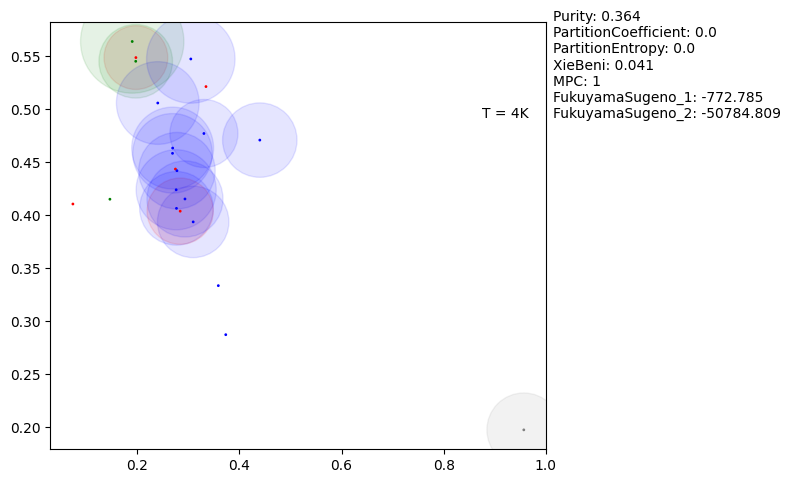 Purity: 0.364
PartitionCoefficient: 0.0
PartitionEntropy: 0.0
XieBeni: 0.041
MPC: 1
FukuyamaSugeno_1: -772.785
FukuyamaSugeno_2: -50784.809
T = 4K
0.55
0.50
0.45
0.40
0.35
0.30
0.25
0.20
0.2
0.4
0.6
0.8
1.0